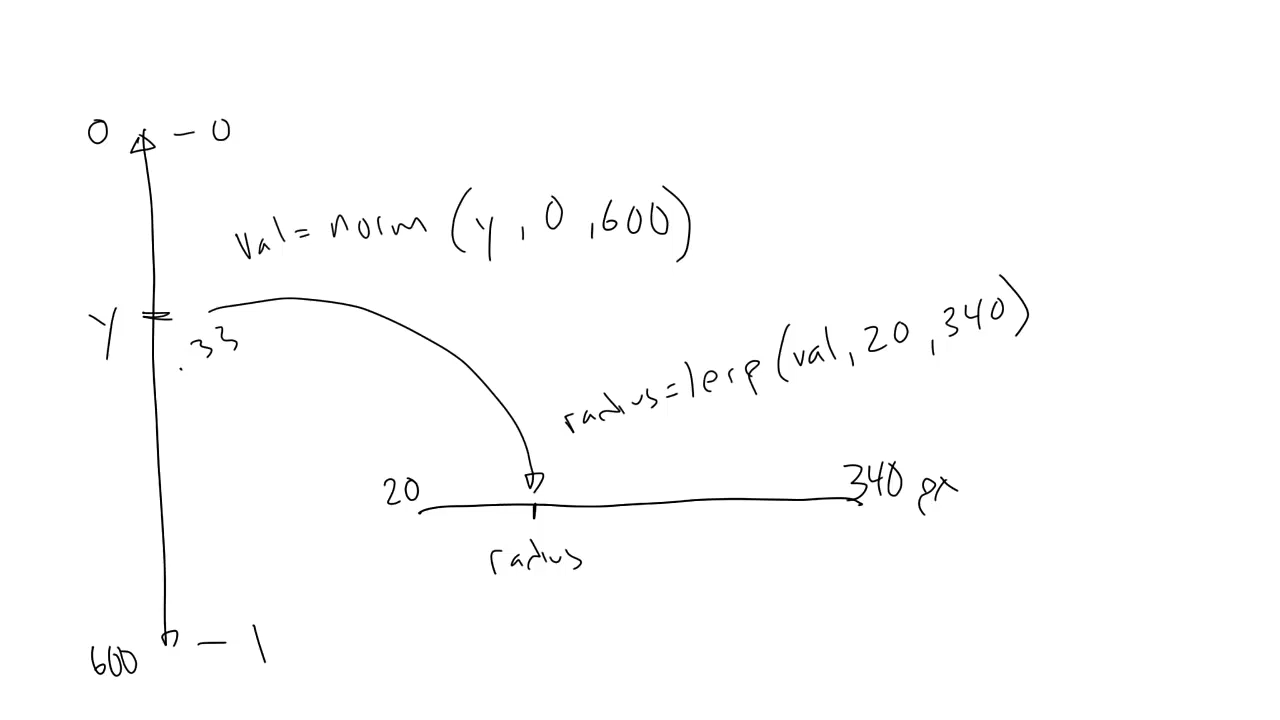 0 - 0
val = norm (y, 0, 600)
y
.33
radius = lerp (val, 20, 340)
20
340 px
radius
600 - 1